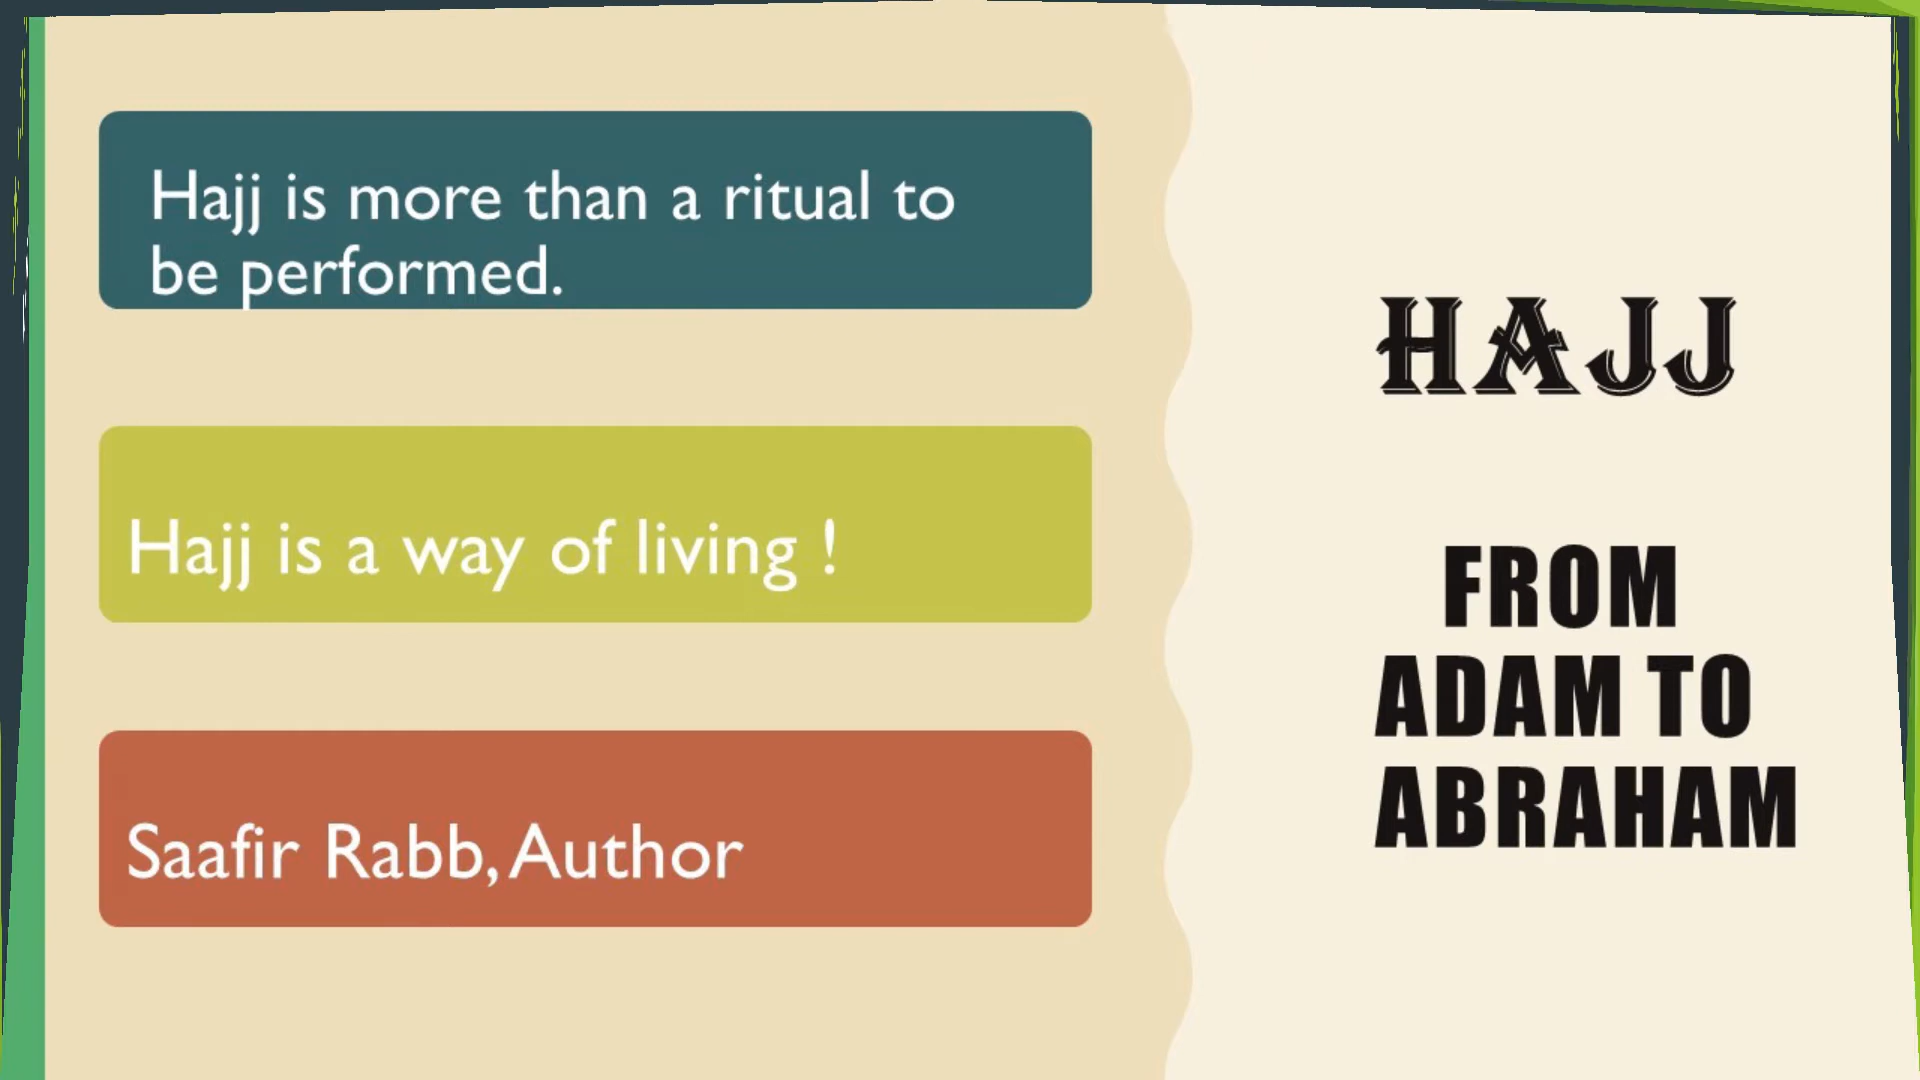 Hajj is more than a ritual to
be performed.
Hajj is a way of living !
Saafir Rabb, Author
HAJJ
FROM
ADAM TO
ABRAHAM